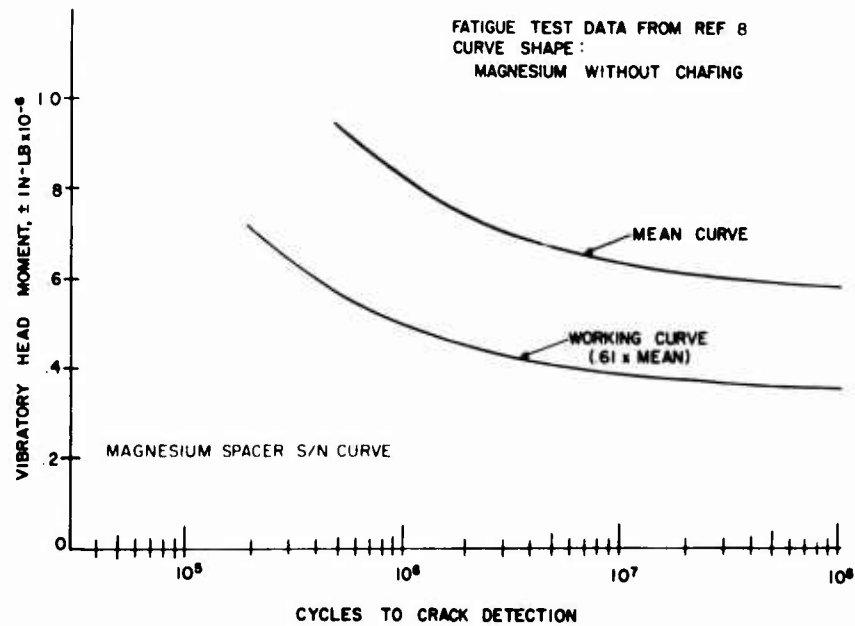 FATIGUE TEST DATA FROM REF 8
CURVE SHAPE:
MAGNESIUM WITHOUT CHAFING
VIBRATORY HEAD MOMENT, ± IN-LB x10⁻⁶
1 0
.8
.6
.4
.2
0
MEAN CURVE
WORKING CURVE
(.61 x MEAN)
MAGNESIUM SPACER S/N CURVE
10⁵
10⁶
10⁷
10⁸
CYCLES TO CRACK DETECTION